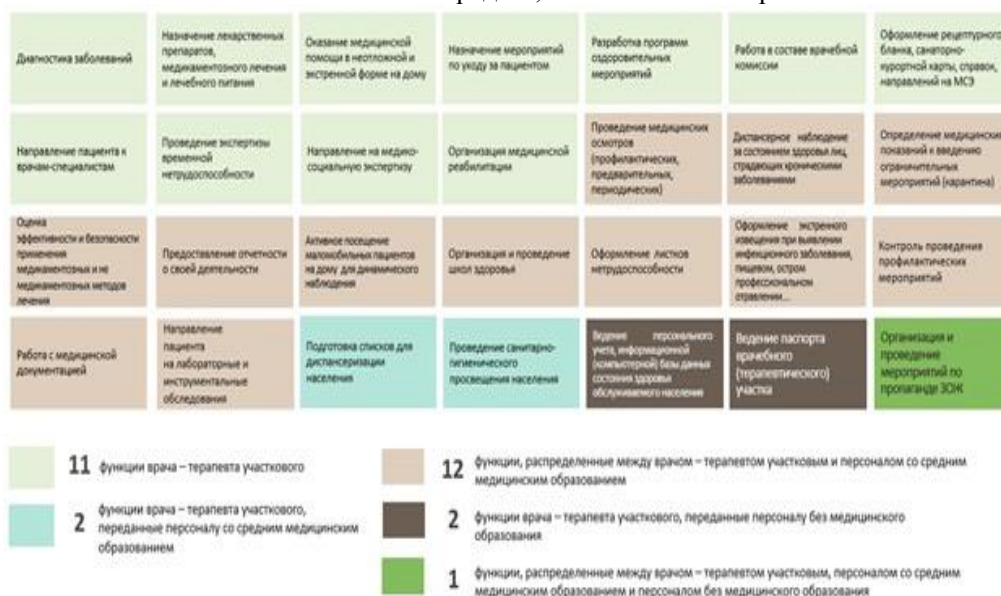 Диагностика заболеваний
Назначение лекарственных
препаратов,
медикаментозного лечения
и лечебного питания
Оказание медицинской
помощи в неотложной и
экстренной форме на дому
Назначение мероприятий
по уходу за пациентом
Разработка программ
оздоровительных
мероприятий
Работа в составе врачебной
комиссии
Оформление рецептурного
бланка, санаторно-
курортной карты, справок,
направлений на МСЭ
Направление пациента к
врачам-специалистам
Проведение экспертизы
временной
нетрудоспособности
Направление на медико-
социальную экспертизу
Организация медицинской
реабилитации
Проведение медицинских
осмотров
(профилактических,
предварительных,
периодических)
Диспансерное наблюдение
за состоянием здоровья лиц,
страдающих хроническими
заболеваниями
Определение медицинских
показаний к введению
ограничительных
мероприятий (карантина)
Оценка
эффективности и безопасности
применения
медикаментозных и не
медикаментозных методов
лечения
Предоставление отчетности
о своей деятельности
Активное посещение
маломобильных пациентов
на дому для динамического
наблюдения
Организация и проведение
школ здоровья
Оформление листков
нетрудоспособности
Оформление экстренного
извещения при выявлении
инфекционного заболевания,
пищевом, остром
профессиональном
отравлении...
Контроль проведения
профилактических
мероприятий
Работа с медицинской
документацией
Направление
пациента
на лабораторные и
инструментальные
обследования
Подготовка списков для
диспансеризации
населения
Проведение санитарно-
гигиенического
просвещения населения
Ведение персонального
учета, информационной
(компьютерной) базы данных
состояния здоровья
обслуживаемого населения
Ведение паспорта
врачебного
(терапевтического)
участка
Организация и
проведение
мероприятий по
пропаганде ЗОЖ
11 функции врача – терапевта участкового
2 функции врача – терапевта участкового,
переданные персоналу со средним медицинским
образованием
12 функции, распределенные между врачом – терапевтом участковым и персоналом со средним
медицинским образованием
2 функции врача – терапевта участкового, переданные персоналу без медицинского
образования
1 функции, распределенные между врачом – терапевтом участковым, персоналом со средним
медицинским образованием и персоналом без медицинского образования